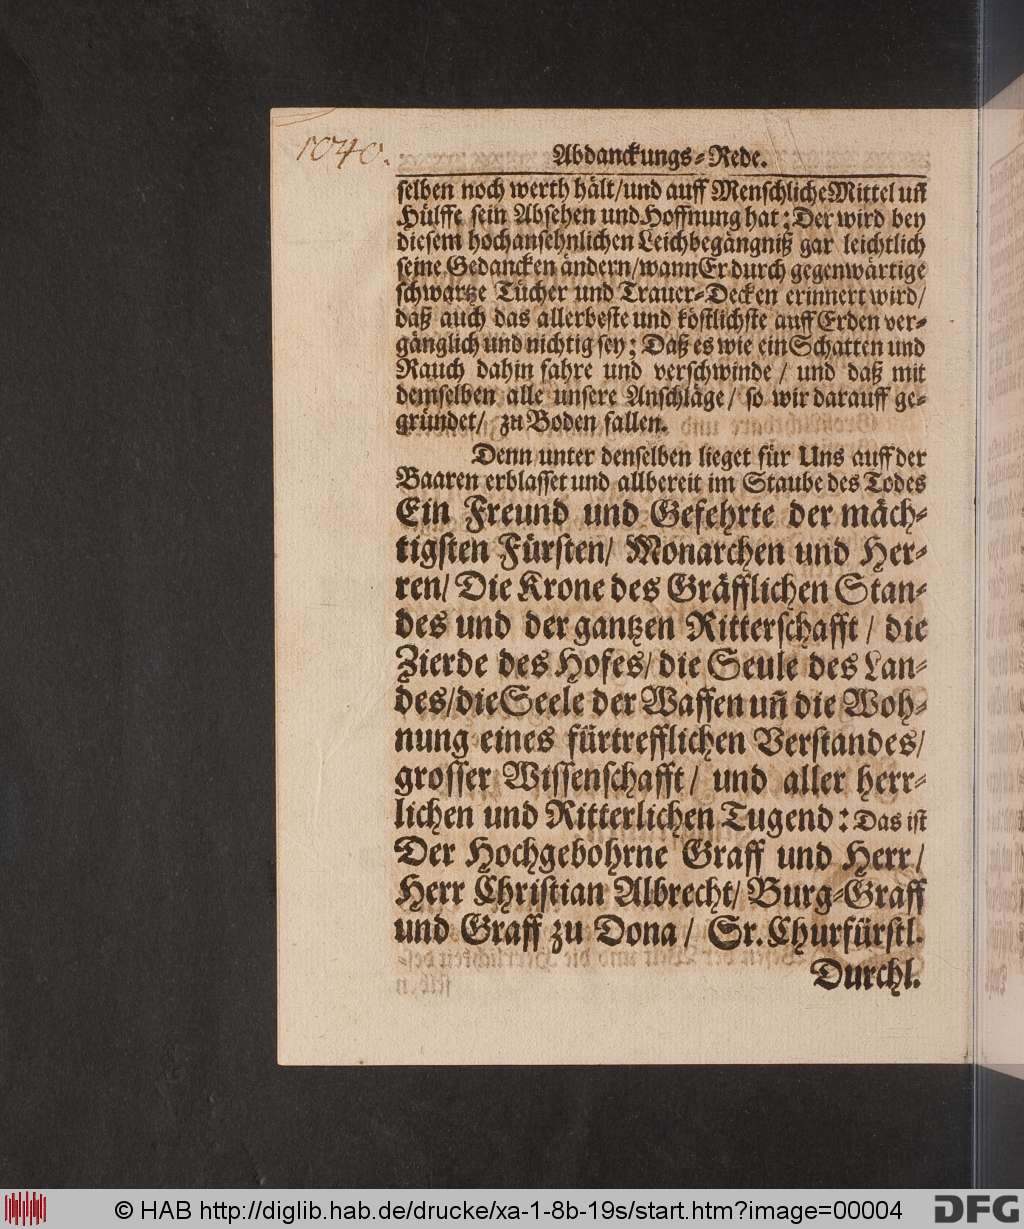 1040.
Abdanckungs-Rede.
selben noch werth hält/und auff Menschliche Mittel uñ
Hülffe sein Absehen und Hoffnung hat; Der wird bey
diesem hochansehnlichen Leichbegängniß gar leichtlich
seine Gedancken ändern/wann Er durch gegenwärtige
schwartze Tücher und Trauer-Decken erinnert wird/
daß auch das allerbeste und köstlichste auff Erden ver-
gänglich und nichtig sey; Daß es wie ein Schatten und
Rauch dahin fahre und verschwinde / und daß mit
demselben alle unsere Anschläge/ so wir darauff ge-
gründet/ zu Boden fallen.
Denn unter denselben lieget für Uns auff der
Baaren erblasset und allbereit im Staube des Todes
Ein Freund und Gefehrte der mäch-
tigsten Fürsten/ Monarchen und Her-
ren/ Die Krone des Gräfflichen Stan-
des und der gantzen Ritterschafft / die
Zierde des Hofes/ die Seule des Lan-
des/die Seele der Waffen uñ die Woh-
nung eines fürtrefflichen Verstandes/
grosser Wissenschafft / und aller herr-
lichen und Ritterlichen Tugend: Das ist
Der Hochgebohrne Graff und Herr/
Herr Christian Albrecht/ Burg-Graff
und Graff zu Dona / Sr. Churfürstl.
Durchl.
© HAB http://diglib.hab.de/drucke/xa-1-8b-19s/start.htm?image=00004
DFG